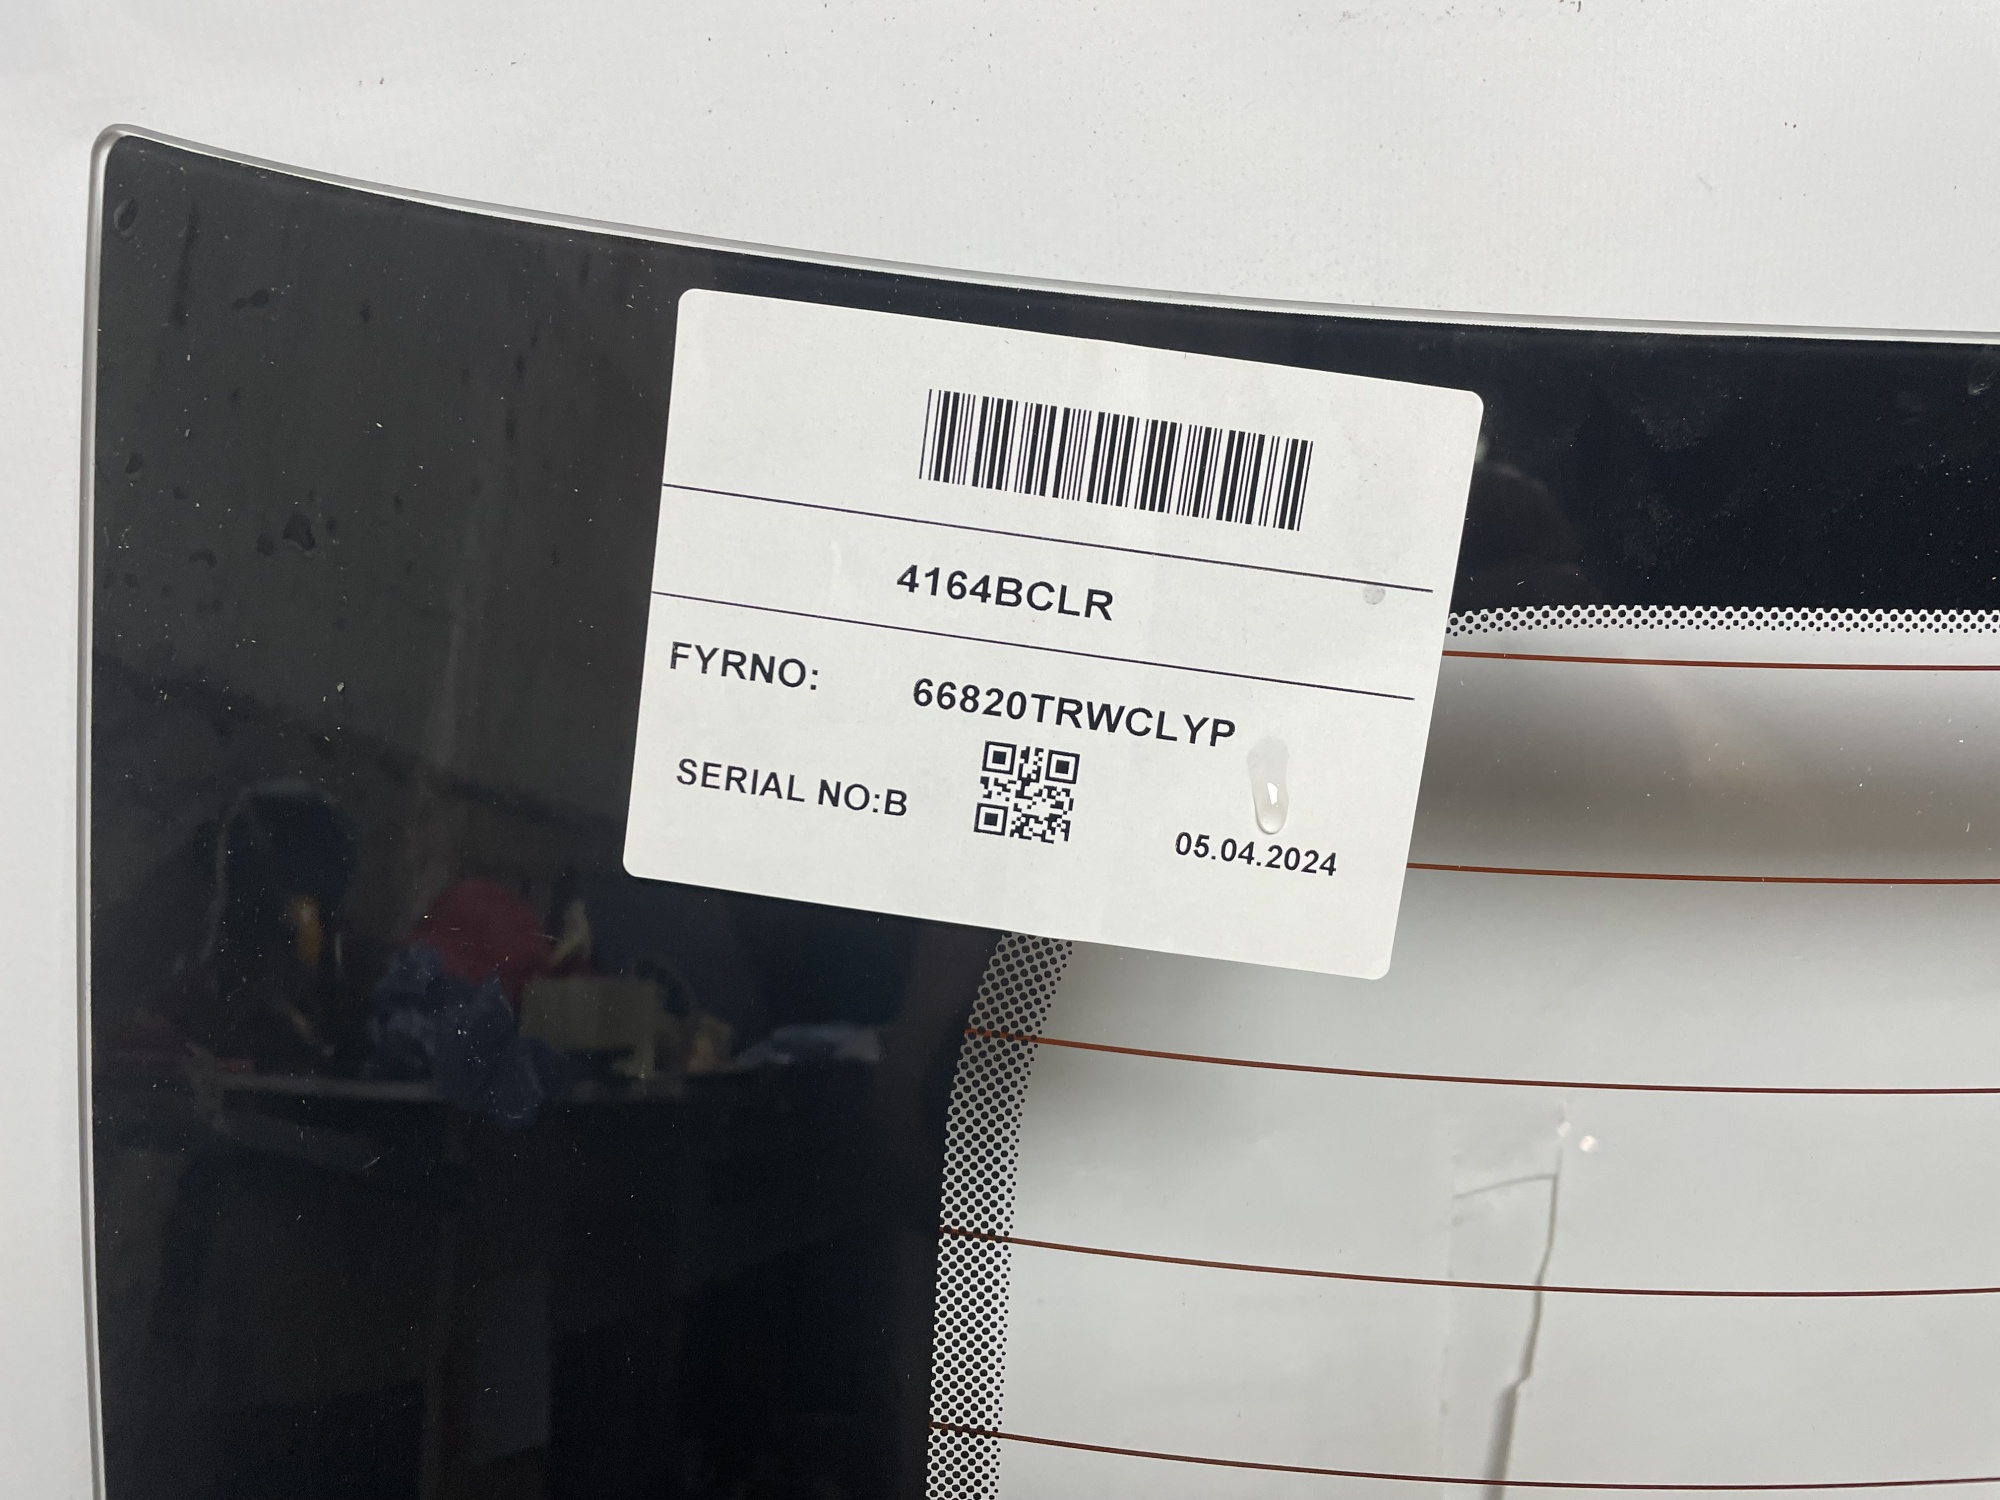 4164BCLR
FYRNO: 66820TRWCLYP
SERIAL NO:B
05.04.2024